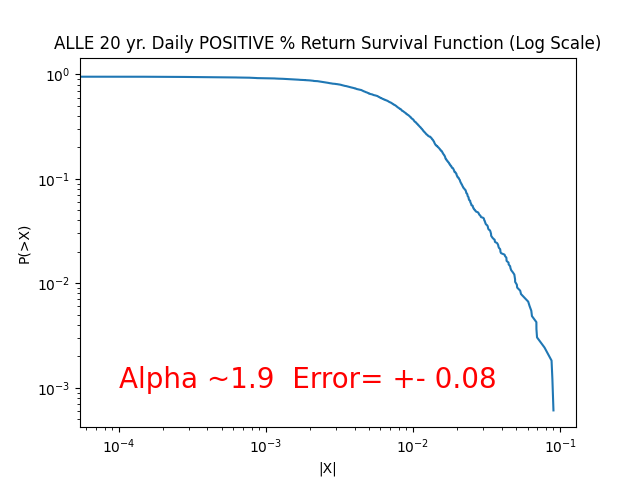 ALLE 20 yr. Daily POSITIVE % Return Survival Function (Log Scale)
10⁰
10⁻¹
10⁻²
10⁻³
P(>X)
Alpha ~1.9  Error= +- 0.08
10⁻⁴ 10⁻³ 10⁻² 10⁻¹
|X|